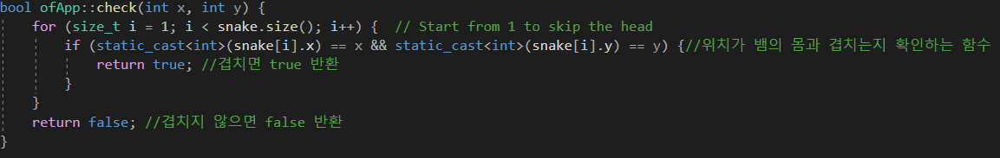 bool ofApp::check(int x, int y) {
    for (size_t i = 1; i < snake.size(); i++) {  // Start from 1 to skip the head
        if (static_cast<int>(snake[i].x) == x && static_cast<int>(snake[i].y) == y) {//위치가 뱀의 몸과 겹치는지 확인하는 함수
            return true; //겹치면 true 반환
        }
    }
    return false; //겹치지 않으면 false 반환
}